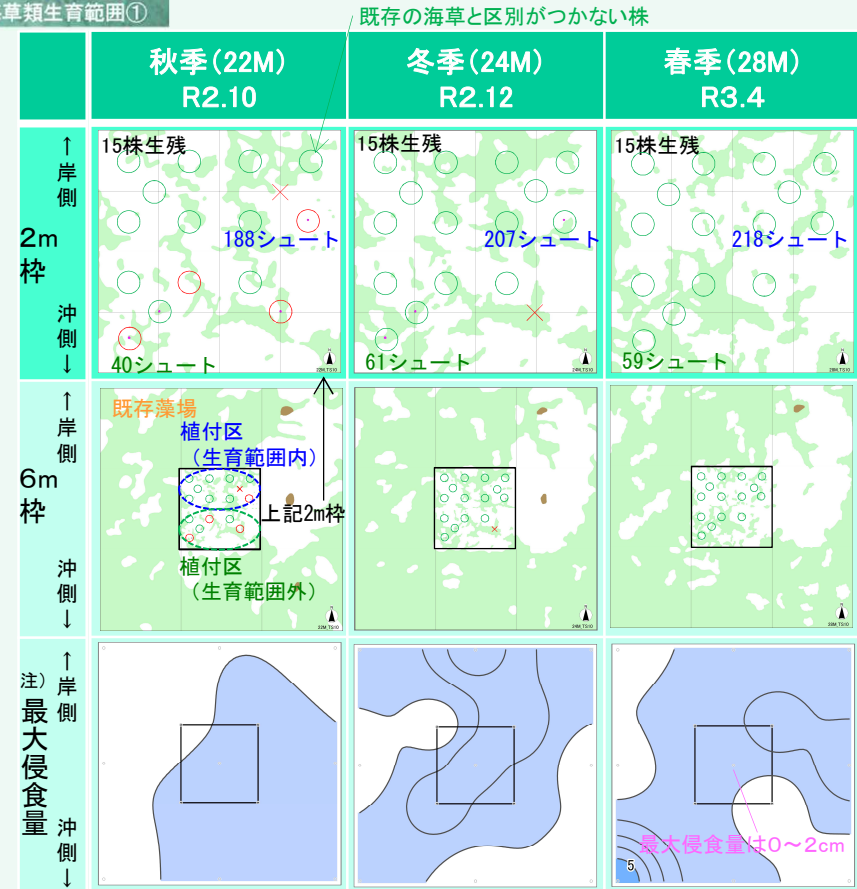 草類生育範囲①
既存の海草と区別がつかない株
秋季(22M)
R2.10
冬季(24M)
R2.12
春季(28M)
R3.4
↑
岸
側
2m
枠
沖
側
↓
15株生残
188シュート
40シュート
22M_TS10
15株生残
207シュート
61シュート
24M_TS10
15株生残
218シュート
59シュート
28M_TS10
↑
岸
側
6m
枠
沖
側
↓
既存藻場
植付区
（生育範囲内）
上記2m枠
植付区
（生育範囲外）
22M_TS10
24M_TS10
28M_TS10
注）
↑
岸
側
最大侵食量
沖
側
↓
最大侵食量は0～2cm
5